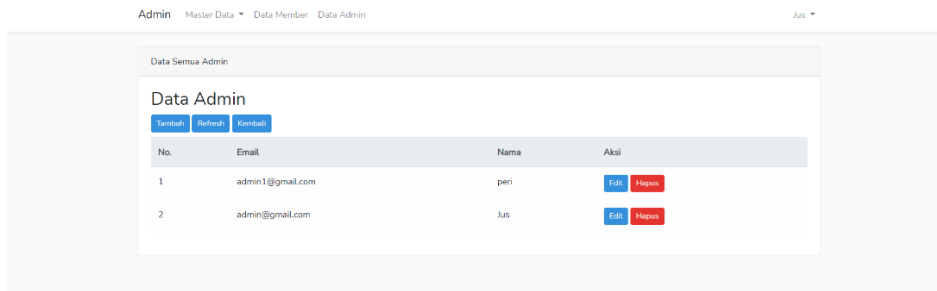 Admin Master Data Data Member Data Admin Jus
Data Semua Admin
Data Admin
Tambah Refresh Kembali
No. Email Nama Aksi
1 admin1@gmail.com peri Edit Hapus
2 admin@gmail.com Jus Edit Hapus